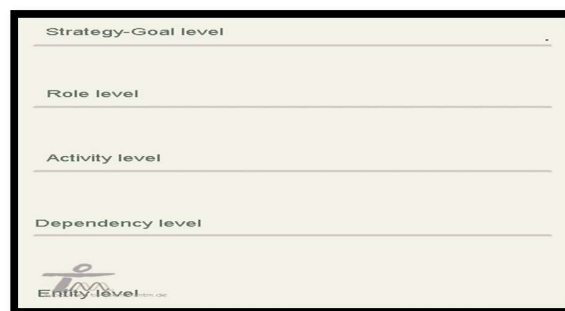 Strategy-Goal level
Role level
Activity level
Dependency level
Entity level